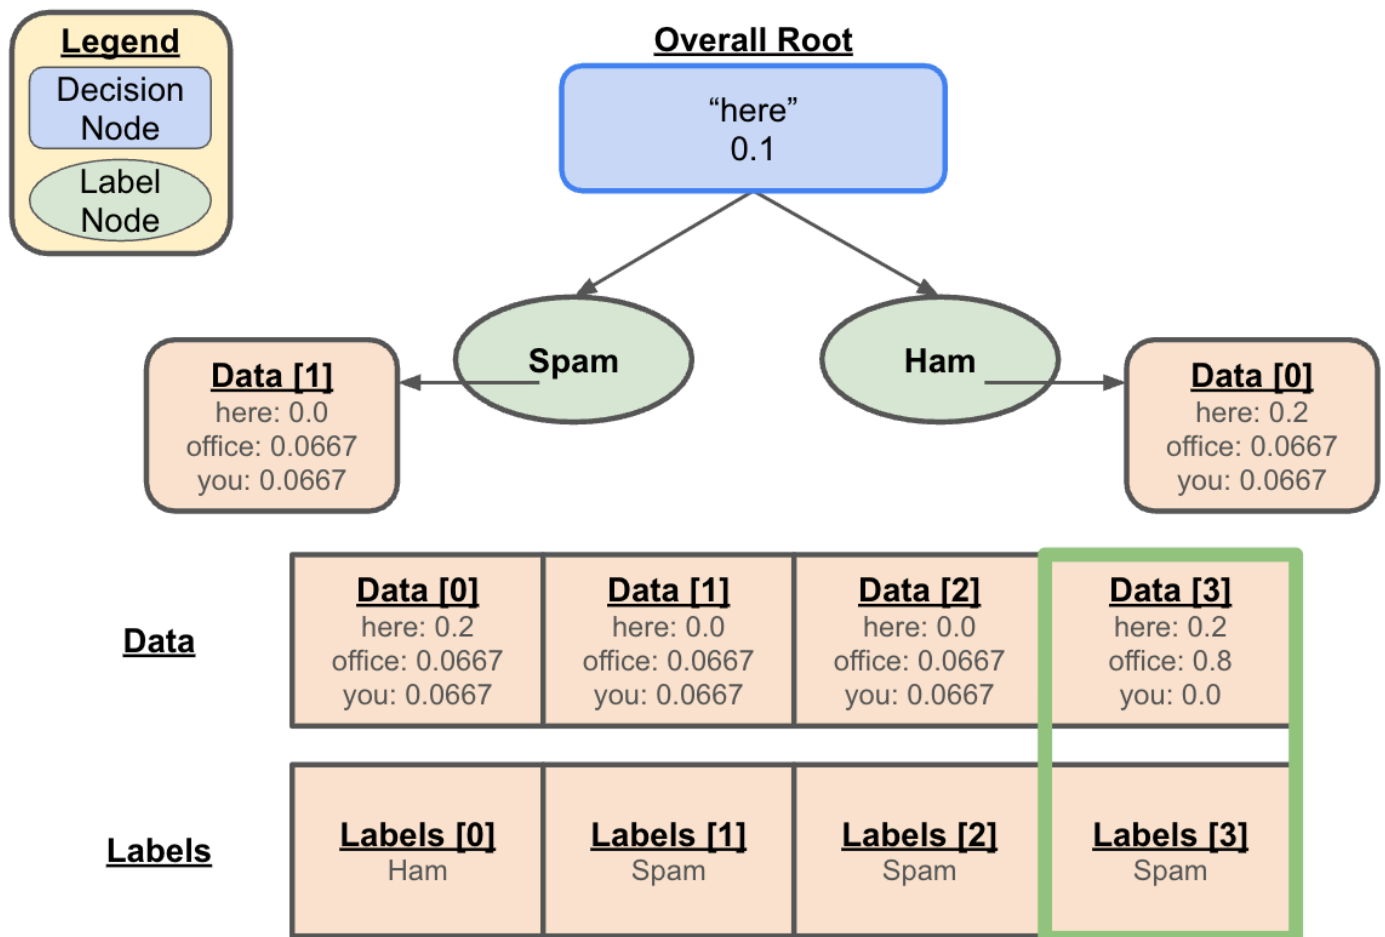 Legend
Decision
Node
Label
Node
Overall Root
“here”
0.1
Spam
Ham
Data [1]
here: 0.0
office: 0.0667
you: 0.0667
Data [0]
here: 0.2
office: 0.0667
you: 0.0667
Data
Data [0]
here: 0.2
office: 0.0667
you: 0.0667
Data [1]
here: 0.0
office: 0.0667
you: 0.0667
Data [2]
here: 0.0
office: 0.0667
you: 0.0667
Data [3]
here: 0.2
office: 0.8
you: 0.0
Labels
Labels [0]
Ham
Labels [1]
Spam
Labels [2]
Spam
Labels [3]
Spam